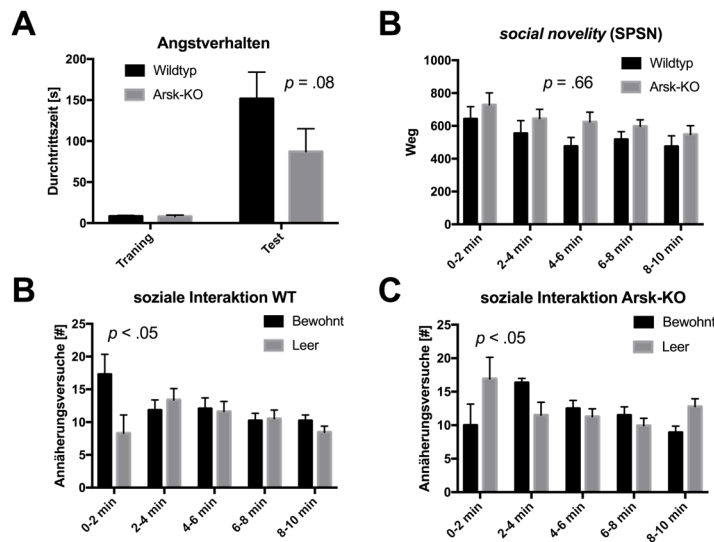 A
Angstverhalten
Wildtyp
Arsk-KO
p = .08
Durchtrittszeit [s]
200
150
100
50
0
Traning
Test
B
social novelity (SPSN)
Wildtyp
Arsk-KO
p = .66
Weg
1000
800
600
400
200
0
0-2 min
2-4 min
4-6 min
6-8 min
8-10 min
B
soziale Interaktion WT
Bewohnt
Leer
p < .05
Annäherungsversuche [#]
25
20
15
10
5
0
0-2 min
2-4 min
4-6 min
6-8 min
8-10 min
C
soziale Interaktion Arsk-KO
Bewohnt
Leer
p < .05
Annäherungsversuche [#]
25
20
15
10
5
0
0-2 min
2-4 min
4-6 min
6-8 min
8-10 min